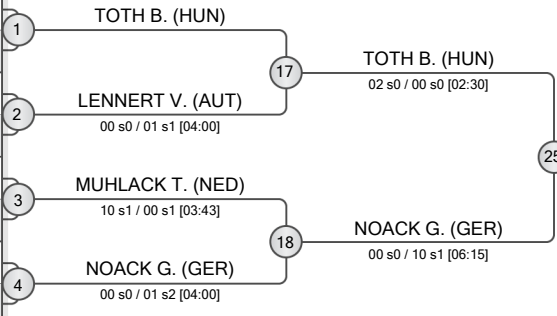 1
TOTH B. (HUN)
17
TOTH B. (HUN)
02 s0 / 00 s0 [02:30]
2
LENNERT V. (AUT)
00 s0 / 01 s1 [04:00]
25
3
MUHLACK T. (NED)
10 s1 / 00 s1 [03:43]
18
NOACK G. (GER)
00 s0 / 10 s1 [06:15]
4
NOACK G. (GER)
00 s0 / 01 s2 [04:00]